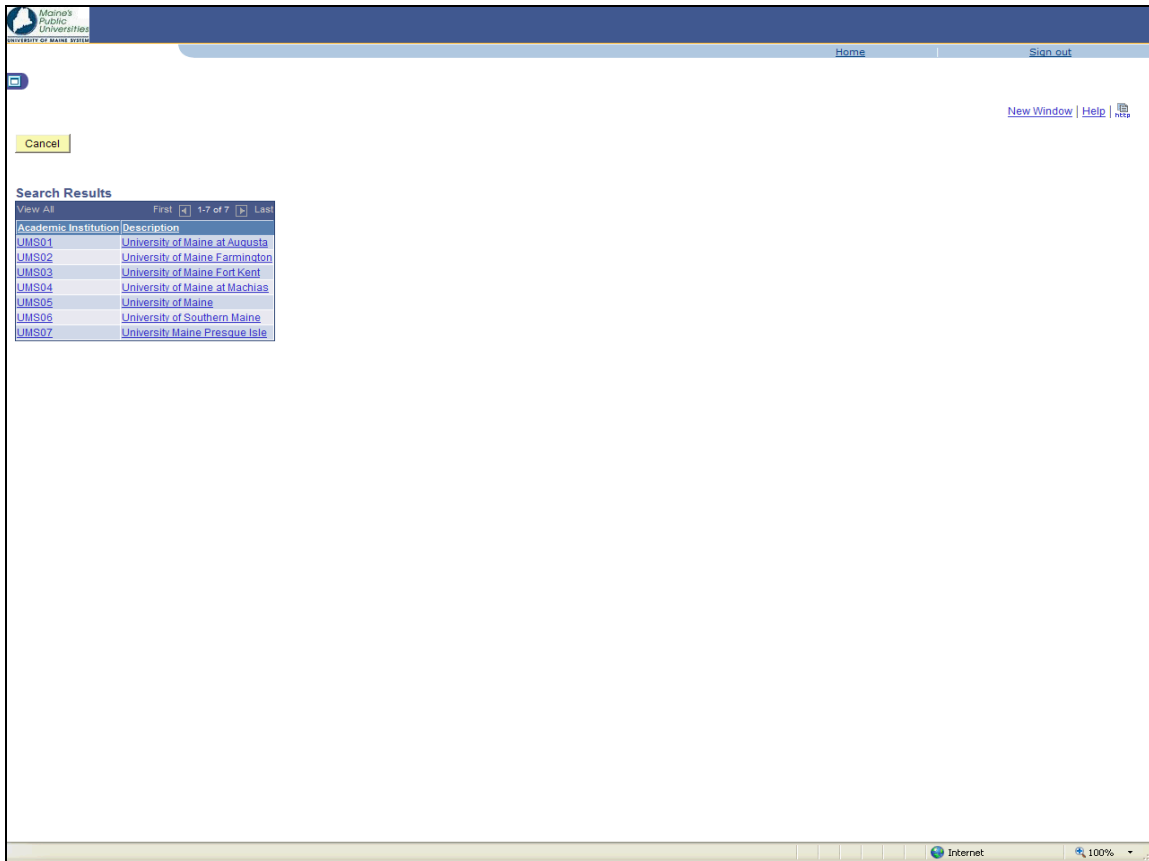 Maine's
Public
Universities
UNIVERSITY OF MAINE SYSTEM
Home Sign out
New Window | Help | http
Cancel
Search Results
View All First 1-7 of 7 Last
Academic Institution Description
UMS01 University of Maine at Augusta
UMS02 University of Maine Farmington
UMS03 University of Maine Fort Kent
UMS04 University of Maine at Machias
UMS05 University of Maine
UMS06 University of Southern Maine
UMS07 University Maine Presque Isle
Internet 100%